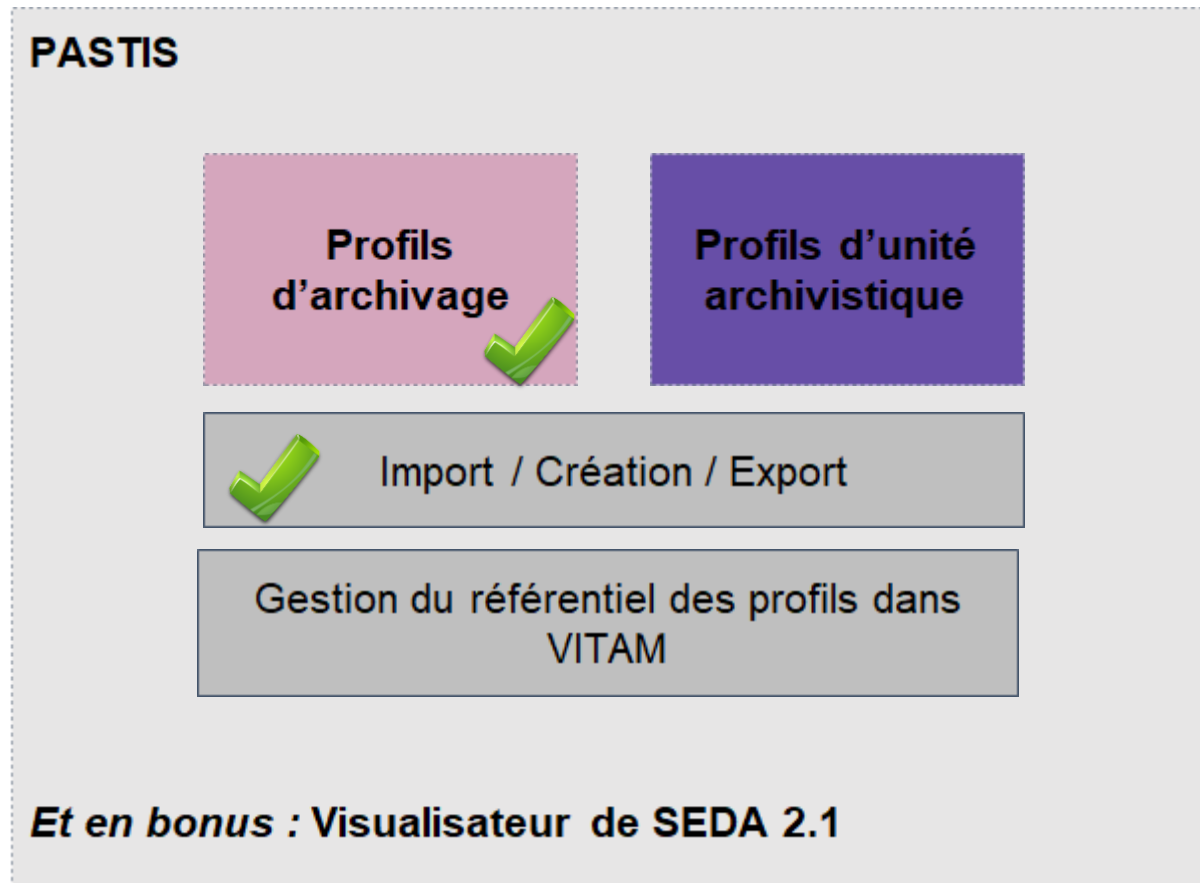 PASTIS
Profils
d’archivage
Profils d’unité
archivistique
Import / Création / Export
Gestion du référentiel des profils dans
VITAM
Et en bonus : Visualisateur de SEDA 2.1